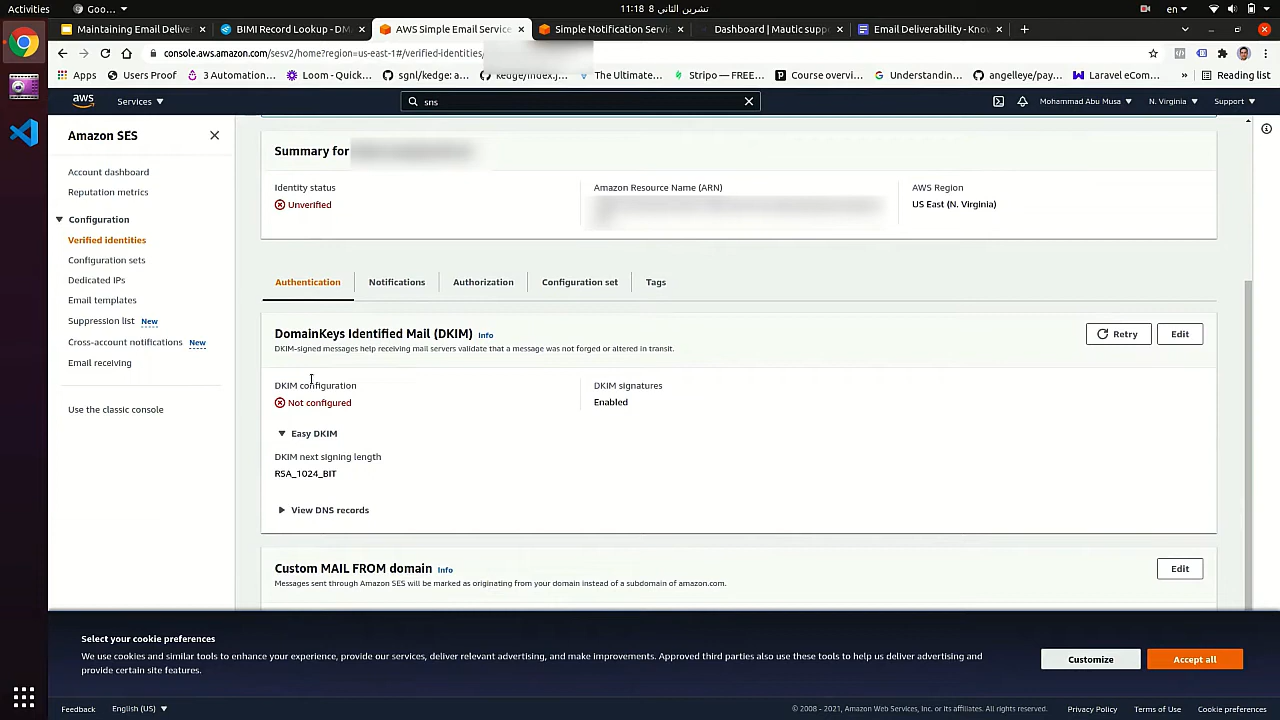 Activities
Goo...
11:18 تشرين الثاني 8
en
Maintaining Email Deliver
BIMI Record Lookup - DM
AWS Simple Email Service
Simple Notification Servi
Dashboard | Mautic suppo
Email Deliverability - Know
console.aws.amazon.com/sesv2/home?region=us-east-1#/verified-identities/
Apps
Users Proof
3 Automation...
Loom - Quick...
sgnl/kedge: a...
kedge/index.j...
The Ultimate...
Stripo — FREE...
Course overvi...
Understanding...
angelleye/pay...
Laravel eCom...
»
Reading list
aws
Services
sns
Mohammad Abu Musa
N. Virginia
Support
Amazon SES
Account dashboard
Reputation metrics
Configuration
Verified identities
Configuration sets
Dedicated IPs
Email templates
Suppression list New
Cross-account notifications New
Email receiving
Use the classic console
Summary for
Identity status
Unverified
Amazon Resource Name (ARN)
AWS Region
US East (N. Virginia)
Authentication
Notifications
Authorization
Configuration set
Tags
DomainKeys Identified Mail (DKIM) Info
DKIM-signed messages help receiving mail servers validate that a message was not forged or altered in transit.
Retry
Edit
DKIM configuration
Not configured
DKIM signatures
Enabled
Easy DKIM
DKIM next signing length
RSA_1024_BIT
View DNS records
Custom MAIL FROM domain Info
Messages sent through Amazon SES will be marked as originating from your domain instead of a subdomain of amazon.com.
Edit
Select your cookie preferences
We use cookies and similar tools to enhance your experience, provide our services, deliver relevant advertising, and make improvements. Approved third parties also use these tools to help us deliver advertising and
provide certain site features.
Customize
Accept all
Feedback
English (US)
© 2008 - 2021, Amazon Web Services, Inc. or its affiliates. All rights reserved.
Privacy Policy
Terms of Use
Cookie preferences